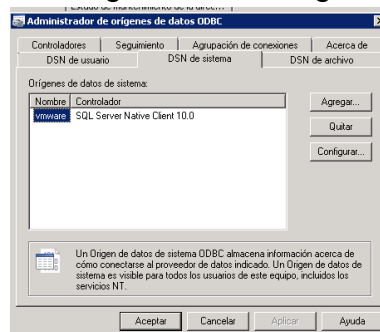 Administrador de orígenes de datos ODBC
Controladores Seguimiento Agrupación de conexiones Acerca de
DSN de usuario DSN de sistema DSN de archivo
Orígenes de datos de sistema:
Nombre Controlador
vmware SQL Server Native Client 10.0
Agregar...
Quitar
Configurar...
Un Origen de datos de sistema ODBC almacena información acerca de
cómo conectarse al proveedor de datos indicado. Un Origen de datos de
sistema es visible para todos los usuarios de este equipo, incluidos los
servicios NT.
Aceptar Cancelar Aplicar Ayuda